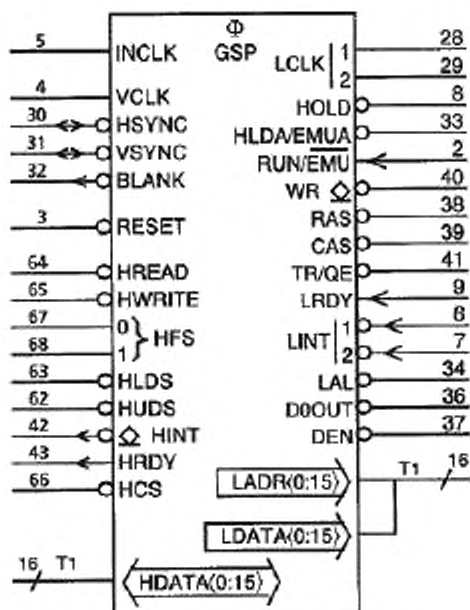 Φ
GSP
5 INCLK
4 VCLK
30 HSYNC
31 VSYNC
32 BLANK
3 RESET
64 HREAD
65 HWRITE
67 0
68 1
HFS
63 HLDS
62 HUDS
42 HINT
43 HRDY
66 HCS
16 T1 HDATA(0:15)
LCLK 1 28
2 29
HOLD 8
HLDA/EMUA 33
RUN/EMU 2
WR 40
RAS 38
CAS 39
TR/QE 41
LRDY 9
LINT 1 6
2 7
LAL 34
D0OUT 36
DEN 37
LADR(0:15) T1 16
LDATA(0:15)